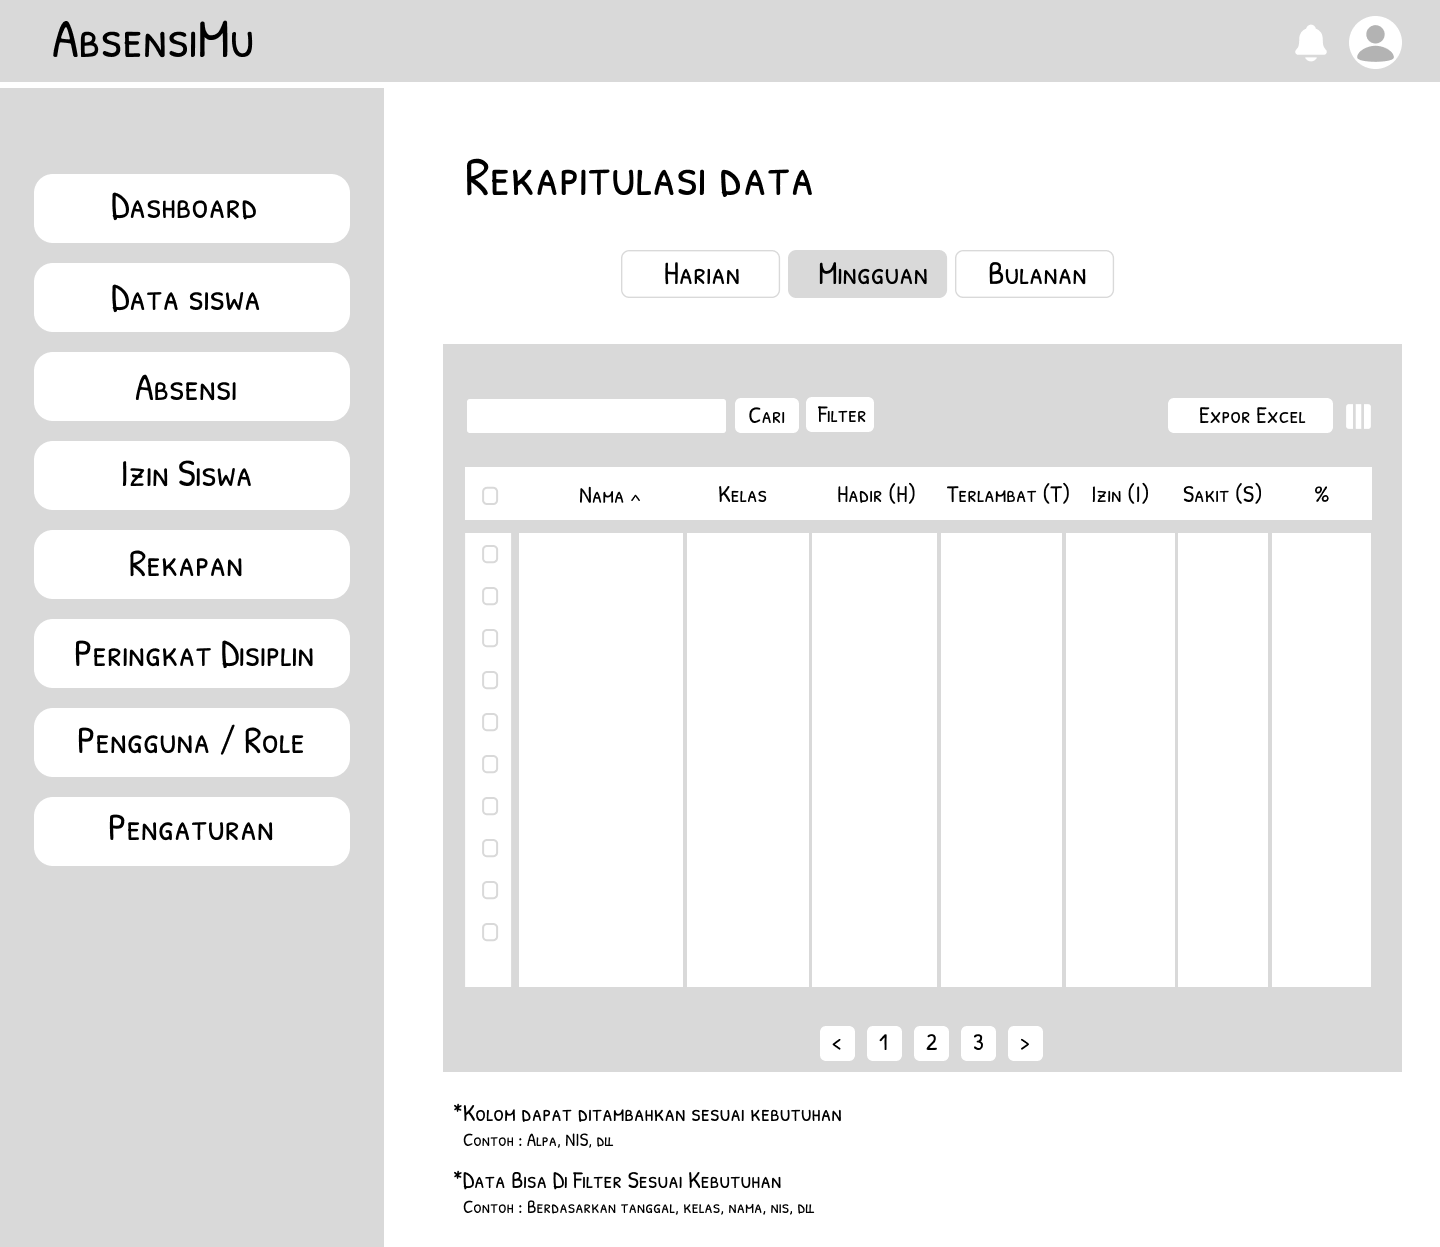 AbsensiMu
Dashboard
Data siswa
Absensi
Izin Siswa
Rekapan
Peringkat Disiplin
Pengguna / Role
Pengaturan
Rekapitulasi data
Harian Mingguan Bulanan
Cari Filter Expor Excel
Nama ^ Kelas Hadir (H) Terlambat (T) Izin (I) Sakit (S) %
< 1 2 3 >
*Kolom dapat ditambahkan sesuai kebutuhan
Contoh : Alpa, NIS, dll
*Data Bisa Di Filter Sesuai Kebutuhan
Contoh : Berdasarkan tanggal, kelas, nama, nis, dll